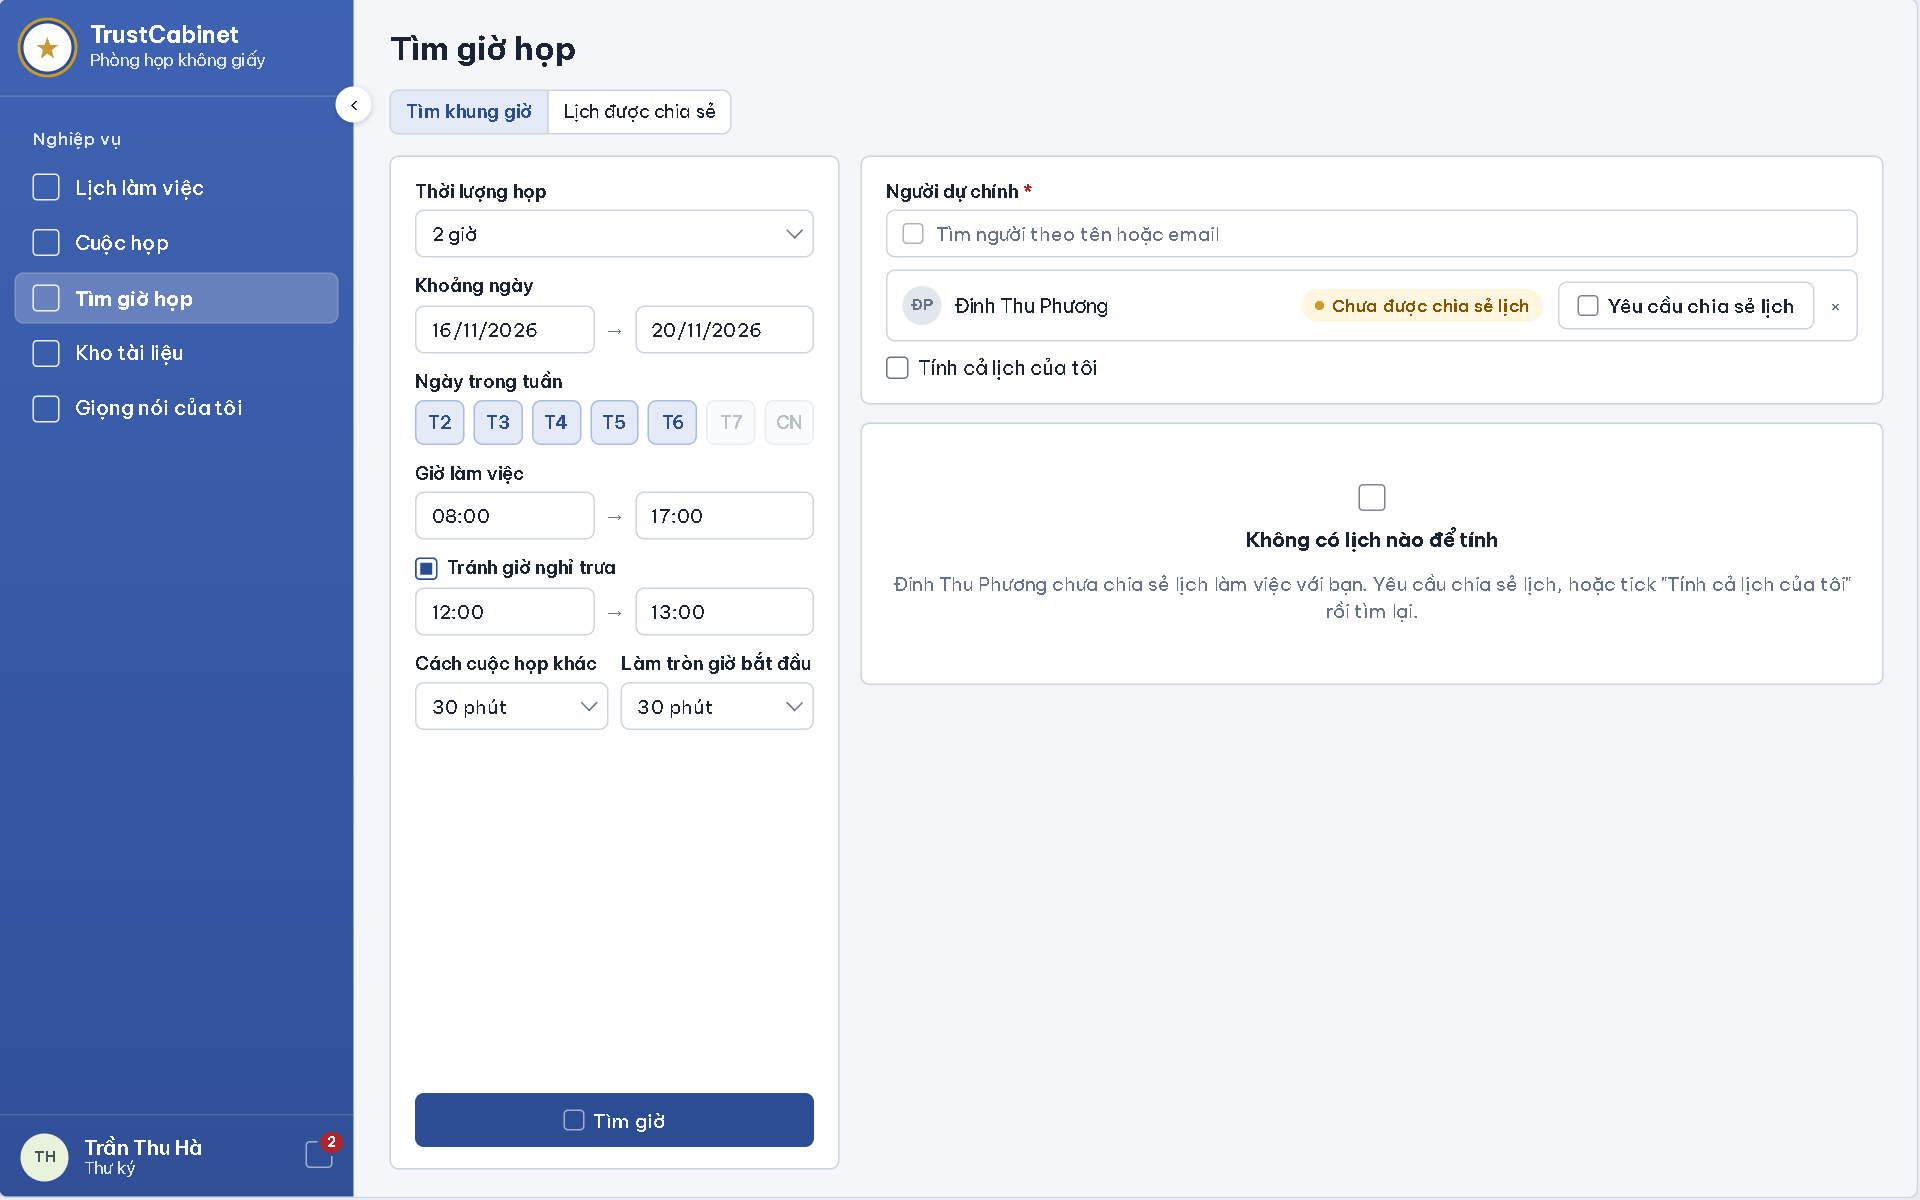 TrustCabinet
Phòng họp không giấy
Nghiệp vụ
Lịch làm việc
Cuộc họp
Tìm giờ họp
Kho tài liệu
Giọng nói của tôi
TH
Trần Thu Hà
Thư ký
2
Tìm giờ họp
Tìm khung giờ
Lịch được chia sẻ
Thời lượng họp
2 giờ
Khoảng ngày
16/11/2026 → 20/11/2026
Ngày trong tuần
T2 T3 T4 T5 T6 T7 CN
Giờ làm việc
08:00 → 17:00
Tránh giờ nghỉ trưa
12:00 → 13:00
Cách cuộc họp khác
Làm tròn giờ bắt đầu
30 phút
30 phút
Tìm giờ
Người dự chính *
Tìm người theo tên hoặc email
ĐP
Đinh Thu Phương
Chưa được chia sẻ lịch
Yêu cầu chia sẻ lịch
×
Tính cả lịch của tôi
Không có lịch nào để tính
Đinh Thu Phương chưa chia sẻ lịch làm việc với bạn. Yêu cầu chia sẻ lịch, hoặc tick "Tính cả lịch của tôi"
rồi tìm lại.